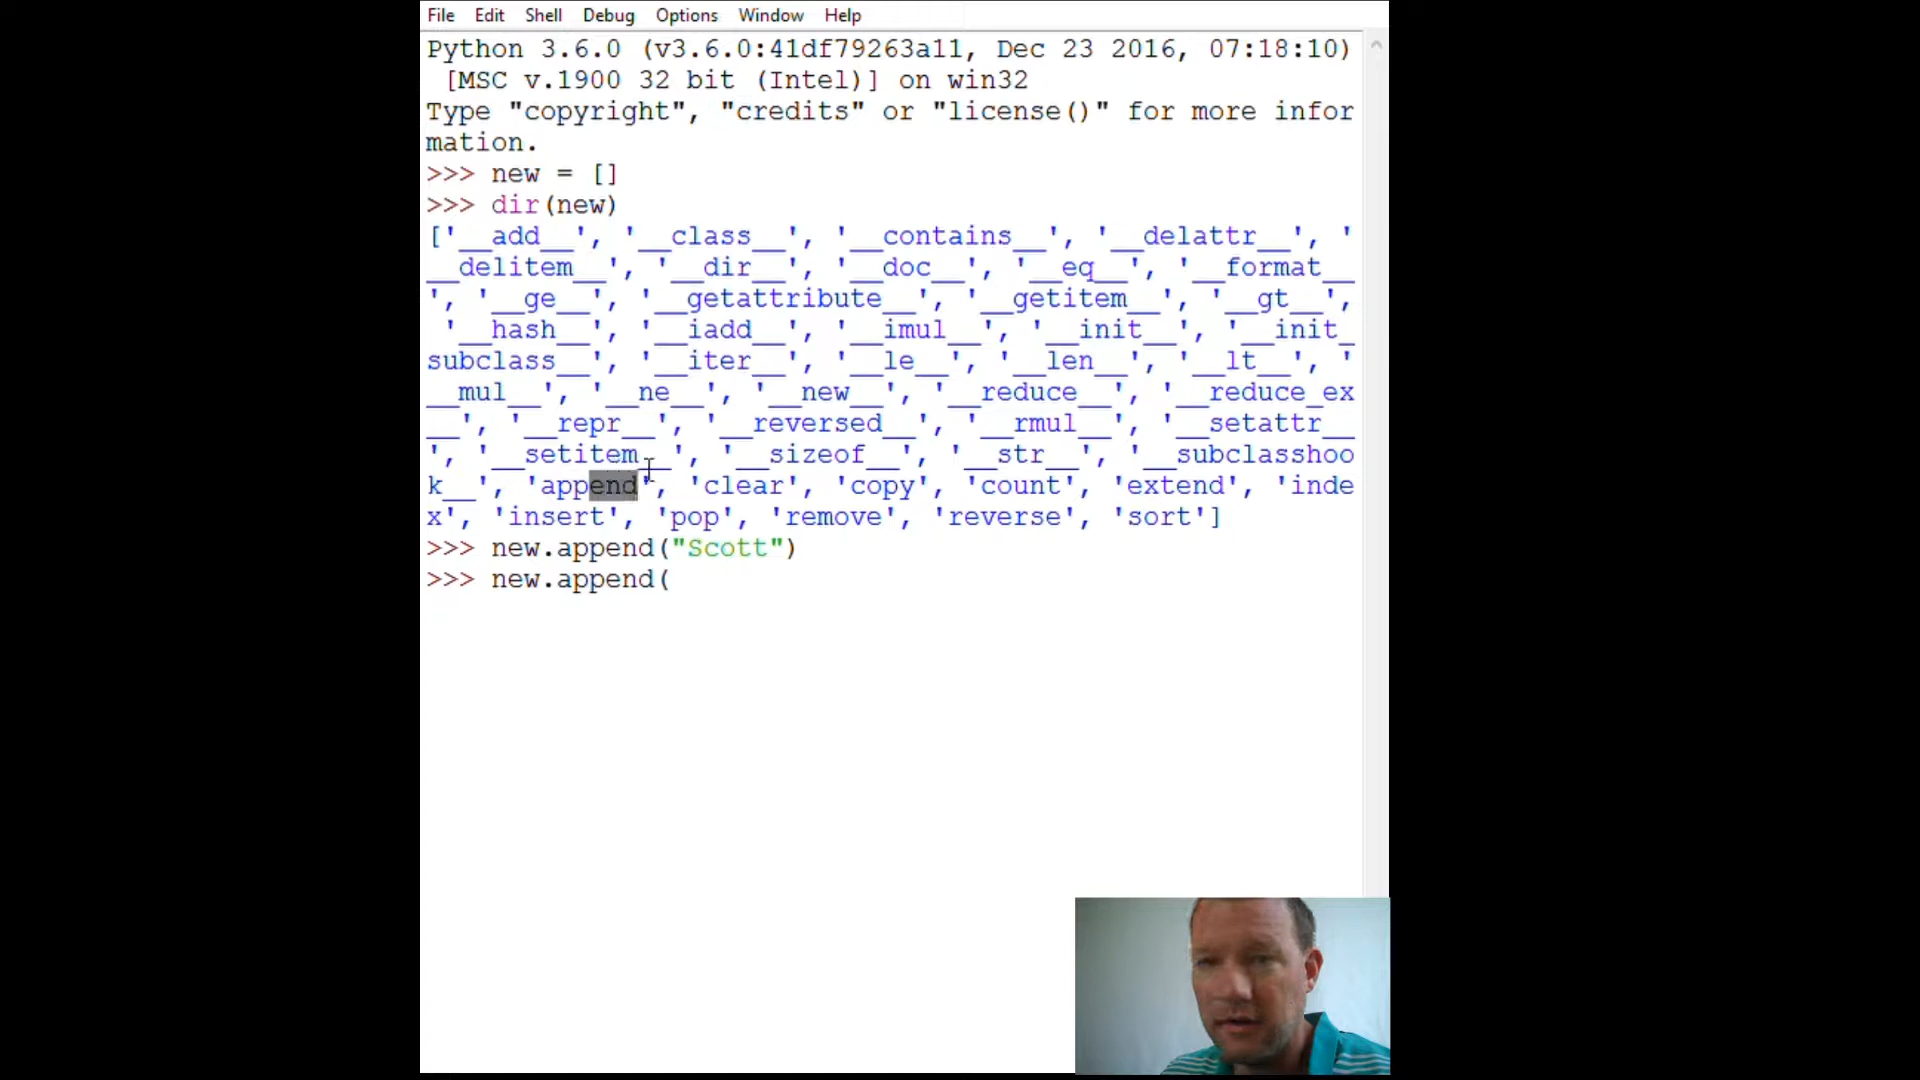 File Edit Shell Debug Options Window Help
Python 3.6.0 (v3.6.0:41df79263a11, Dec 23 2016, 07:18:10)
[MSC v.1900 32 bit (Intel)] on win32
Type "copyright", "credits" or "license()" for more infor
mation.
>>> new = []
>>> dir(new)
['__add__', '__class__', '__contains__', '__delattr__', '
__delitem__', '__dir__', '__doc__', '__eq__', '__format__
', '__ge__', '__getattribute__', '__getitem__', '__gt__',
'__hash__', '__iadd__', '__imul__', '__init__', '__init_
subclass__', '__iter__', '__le__', '__len__', '__lt__', '
__mul__', '__ne__', '__new__', '__reduce__', '__reduce_ex
__', '__repr__', '__reversed__', '__rmul__', '__setattr__
', '__setitem__', '__sizeof__', '__str__', '__subclasshoo
k__', 'append', 'clear', 'copy', 'count', 'extend', 'inde
x', 'insert', 'pop', 'remove', 'reverse', 'sort']
>>> new.append("Scott")
>>> new.append(